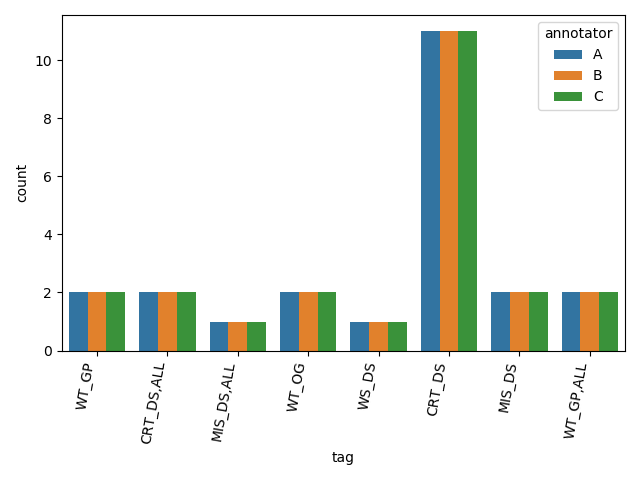 annotator
A
B
C
count
10
8
6
4
2
0
WT_GP
CRT_DS,ALL
MIS_DS,ALL
WT_OG
WS_DS
CRT_DS
MIS_DS
WT_GP,ALL
tag